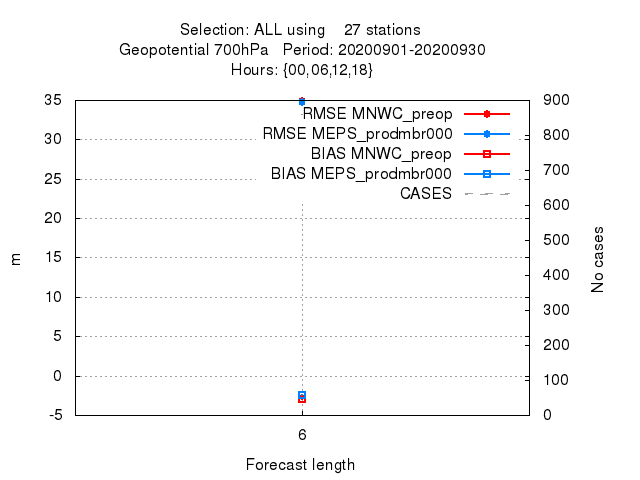 Selection: ALL using 27 stations
Geopotential 700hPa Period: 20200901-20200930
Hours: {00,06,12,18}
35 900
RMSE MNWC_preop
RMSE MEPS_prodmbr000
30 800
BIAS MNWC_preop
BIAS MEPS_prodmbr000
25 700
CASES
20 600
15 500
m No cases
400
10 300
5 200
0 100
-5 0
6
Forecast length